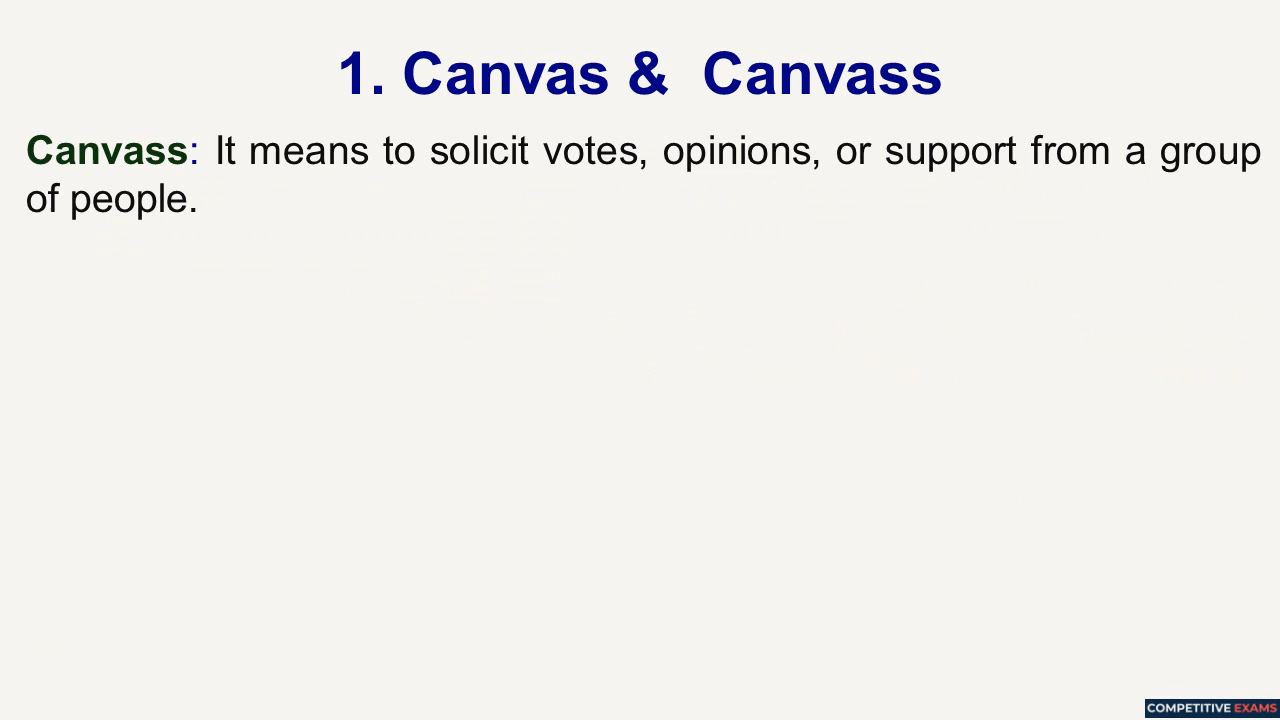 1. Canvas & Canvass
Canvass: It means to solicit votes, opinions, or support from a group
of people.
COMPETITIVE EXAMS